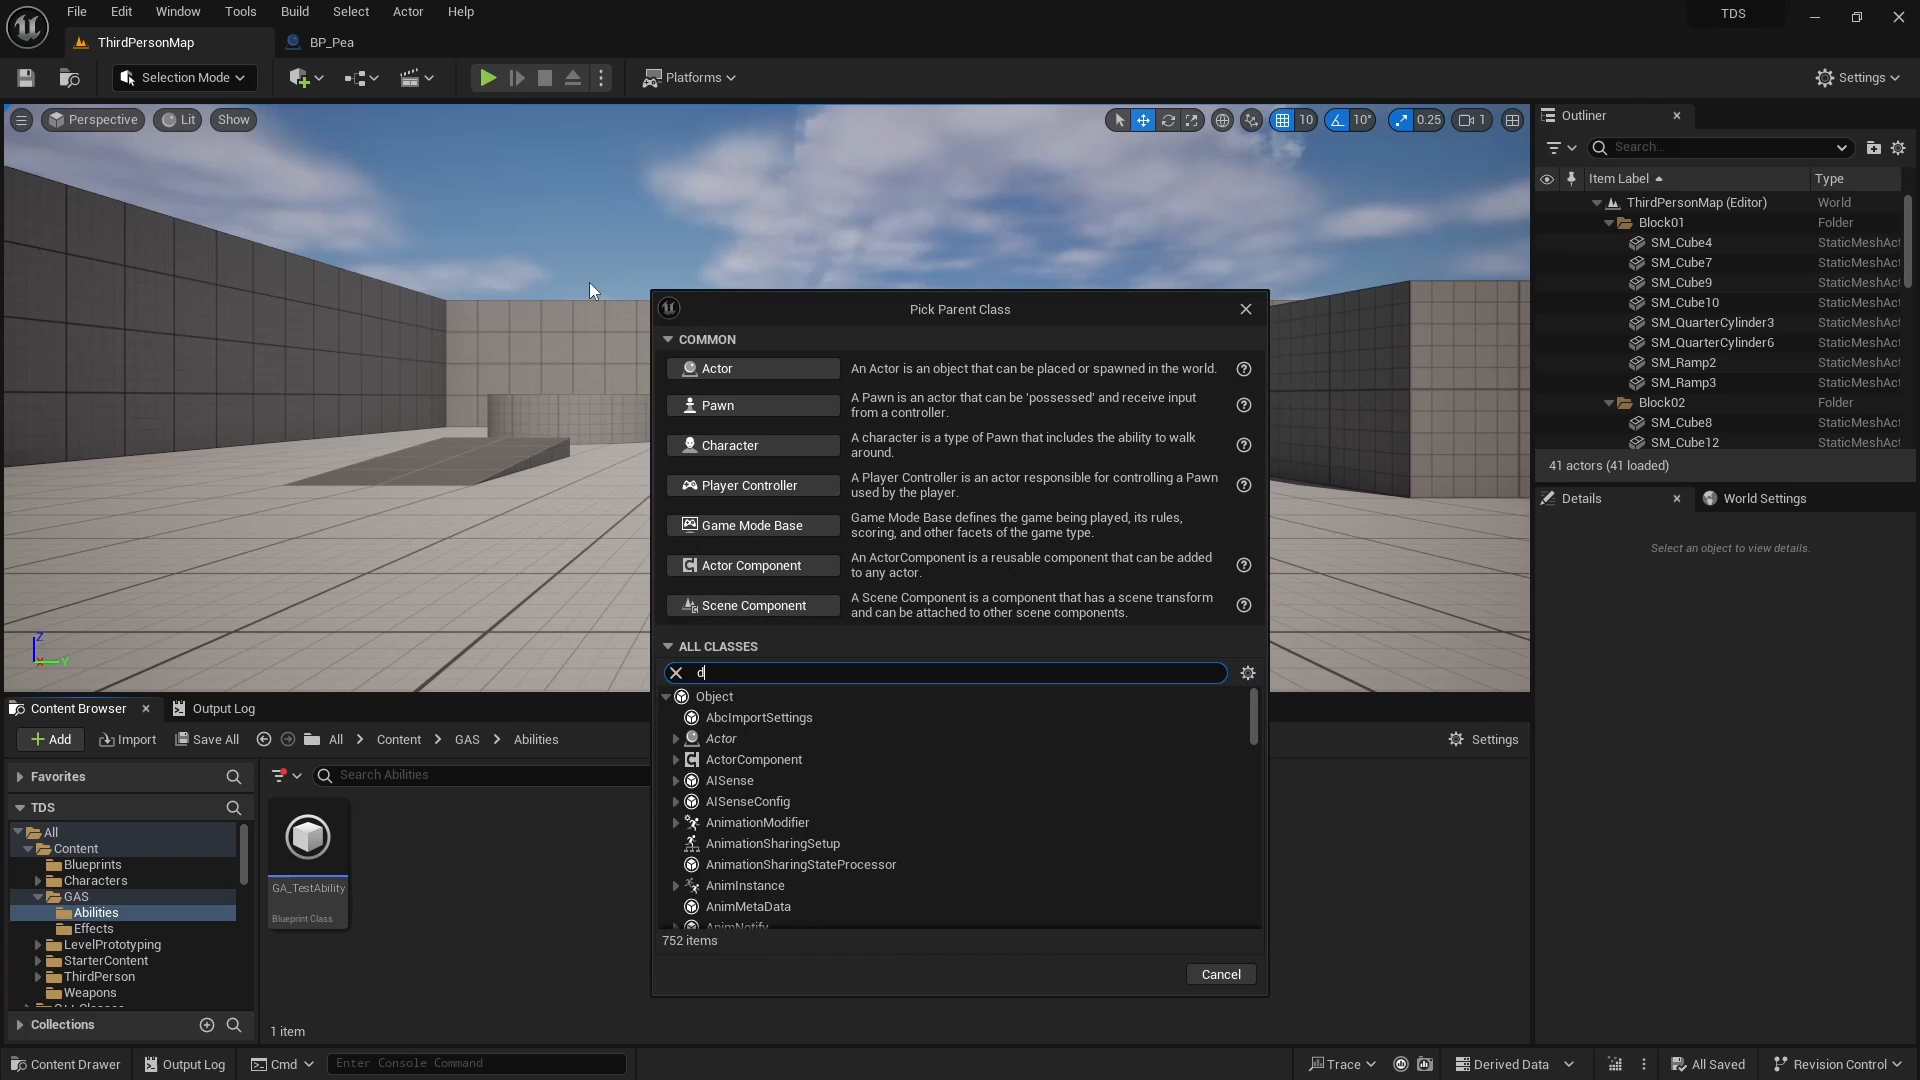 File Edit Window Tools Build Select Actor Help
TDS
ThirdPersonMap
BP_Pea
Selection Mode
Platforms
Settings
Perspective
Lit
Show
10
10°
0.25
1
Outliner
Search...
Item Label
Type
ThirdPersonMap (Editor) World
Block01 Folder
SM_Cube4 StaticMeshAct
SM_Cube7 StaticMeshAct
SM_Cube9 StaticMeshAct
SM_Cube10 StaticMeshAct
SM_QuarterCylinder3 StaticMeshAct
SM_QuarterCylinder6 StaticMeshAct
SM_Ramp2 StaticMeshAct
SM_Ramp3 StaticMeshAct
Block02 Folder
SM_Cube8 StaticMeshAct
SM_Cube12 StaticMeshAct
41 actors (41 loaded)
Details
World Settings
Select an object to view details.
Pick Parent Class
COMMON
Actor
An Actor is an object that can be placed or spawned in the world.
Pawn
A Pawn is an actor that can be 'possessed' and receive input
from a controller.
Character
A character is a type of Pawn that includes the ability to walk
around.
Player Controller
A Player Controller is an actor responsible for controlling a Pawn
used by the player.
Game Mode Base
Game Mode Base defines the game being played, its rules,
scoring, and other facets of the game type.
Actor Component
An ActorComponent is a reusable component that can be added
to any actor.
Scene Component
A Scene Component is a component that has a scene transform
and can be attached to other scene components.
ALL CLASSES
d
Object
AbcImportSettings
Actor
ActorComponent
AISense
AISenseConfig
AnimationModifier
AnimationSharingSetup
AnimationSharingStateProcessor
AnimInstance
AnimMetaData
AnimNotify
752 items
Cancel
Z
X
Y
Content Browser
Output Log
Add
Import
Save All
All
Content
GAS
Abilities
Settings
Favorites
Search Abilities
TDS
All
Content
Blueprints
Characters
GAS
Abilities
Effects
LevelPrototyping
StarterContent
ThirdPerson
Weapons
C++ Classes
Collections
GA_TestAbility
Blueprint Class
1 item
Content Drawer
Output Log
Cmd
Enter Console Command
Trace
Derived Data
All Saved
Revision Control